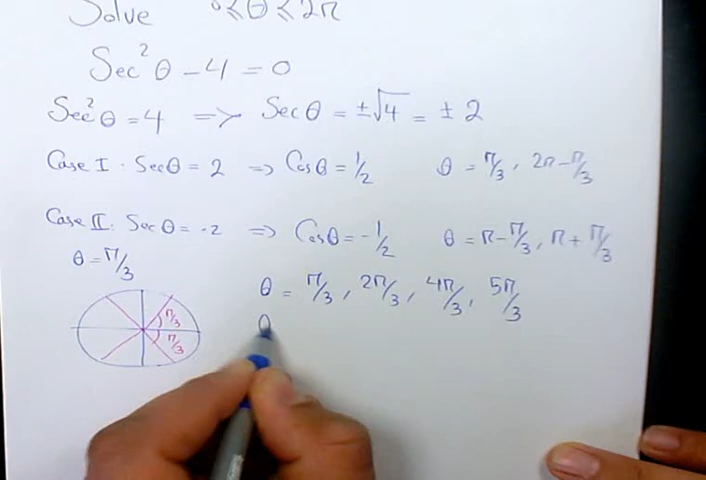 Solve 0≤θ≤2π
Sec²θ - 4 = 0
Sec²θ = 4 => Secθ = ±√4 = ± 2
Case I . Secθ = 2 => Cosθ = 1/2 θ = π/3 , 2π - π/3
Case II: Secθ = -2 => Cosθ = -1/2 θ = π - π/3 , π + π/3
θ = π/3
θ = π/3 , 2π/3 , 4π/3 , 5π/3
π/3
π/3
θ